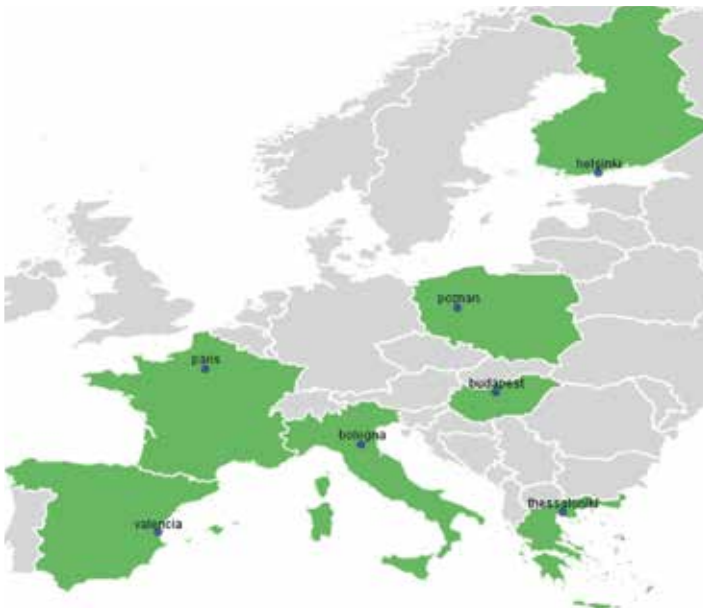 helsinki
poznan
paris
budapest
bologna
thessaloniki
valencia